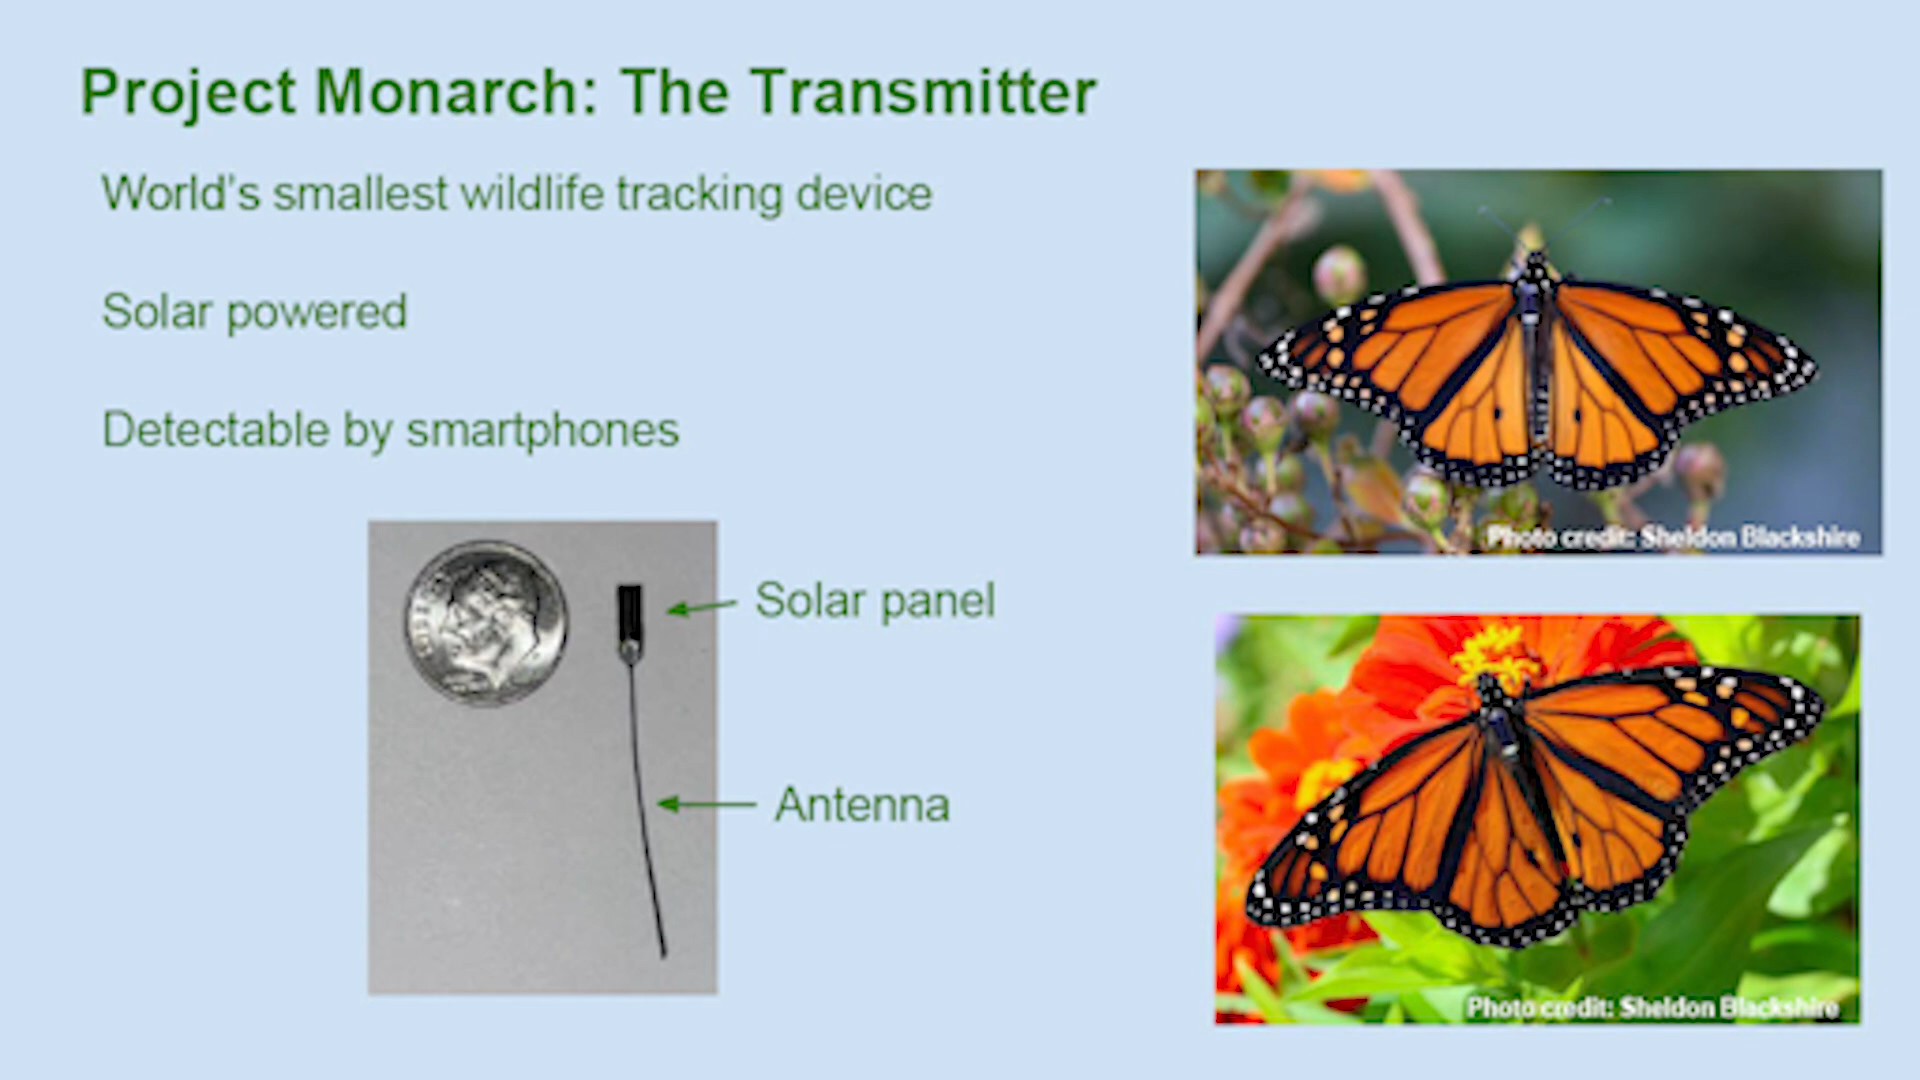 Project Monarch: The Transmitter
World's smallest wildlife tracking device
Solar powered
Detectable by smartphones
Solar panel
Antenna
Photo credit: Sheldon Blackshire
Photo credit: Sheldon Blackshire